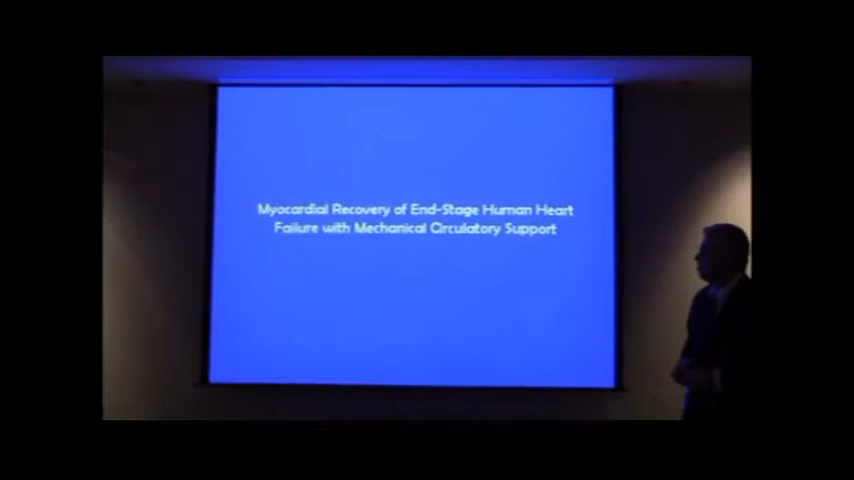 Myocardial Recovery of End-Stage Human Heart
Failure with Mechanical Circulatory Support